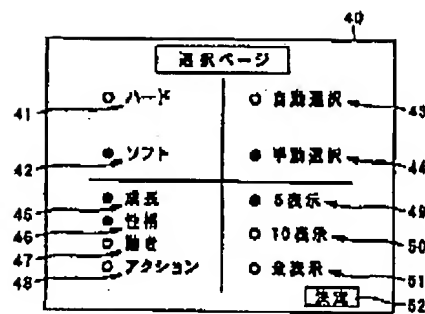 40
選択ページ
41 ○ ハード
○ 自動選択 43
42 ● ソフト
● 手動選択 44
45 ● 成長
46 ● 性格
47 ○ 動き
48 ○ アクション
● 5表示 49
○ 10表示 50
○ 全表示 51
決定 52